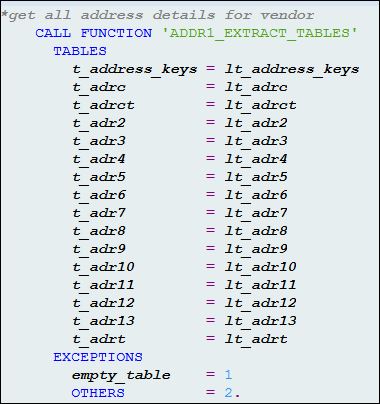 *get all address details for vendor
CALL FUNCTION 'ADDR1_EXTRACT_TABLES'
TABLES
t_address_keys = lt_address_keys
t_adrc = lt_adrc
t_adrct = lt_adrct
t_adr2 = lt_adr2
t_adr3 = lt_adr3
t_adr4 = lt_adr4
t_adr5 = lt_adr5
t_adr6 = lt_adr6
t_adr7 = lt_adr7
t_adr8 = lt_adr8
t_adr9 = lt_adr9
t_adr10 = lt_adr10
t_adr11 = lt_adr11
t_adr12 = lt_adr12
t_adr13 = lt_adr13
t_adrt = lt_adrt
EXCEPTIONS
empty_table = 1
OTHERS = 2.